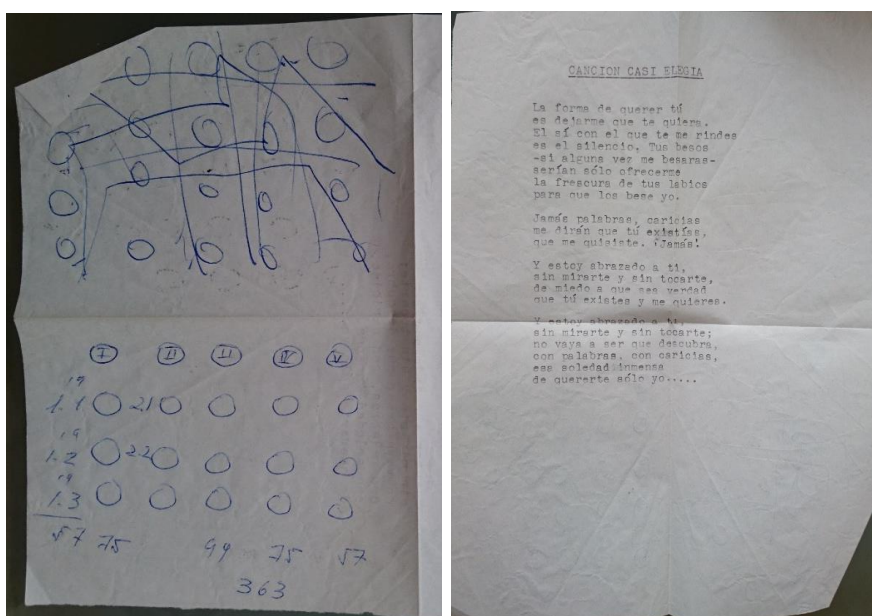 I II II IV V
19
1.1 21
19
1.2 22
19
1.3
57 75 99 75 57
363
CANCION CASI ELEGIA
La forma de querer tú
es dejarme que te quiera.
El sí con el que te me rindes
es el silencio. Tus besos
-si alguna vez me besaras-
serían sólo ofrecerme
la frescura de tus labios
para que los bese yo.
Jamás palabras, caricias
me dirán que tú existías,
que me quisiste. ¡Jamás!
Y estoy abrazado a ti,
sin mirarte y sin tocarte,
de miedo a que sea verdad
que tú existes y me quieres.
Y estoy abrazado a ti,
sin mirarte y sin tocarte;
no vaya a ser que descubra,
con palabras, con caricias,
esa soledad inmensa
de quererte sólo yo.....